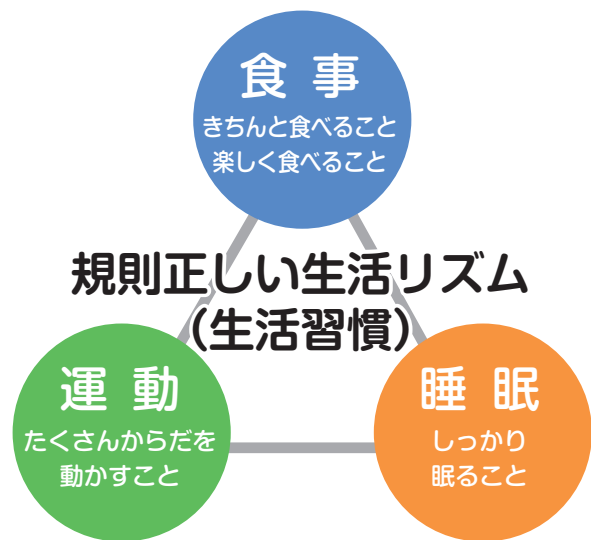 食 事
きちんと食べること
楽しく食べること
規則正しい生活リズム
(生活習慣)
運 動
たくさんからだを
動かすこと
睡 眠
しっかり
眠ること